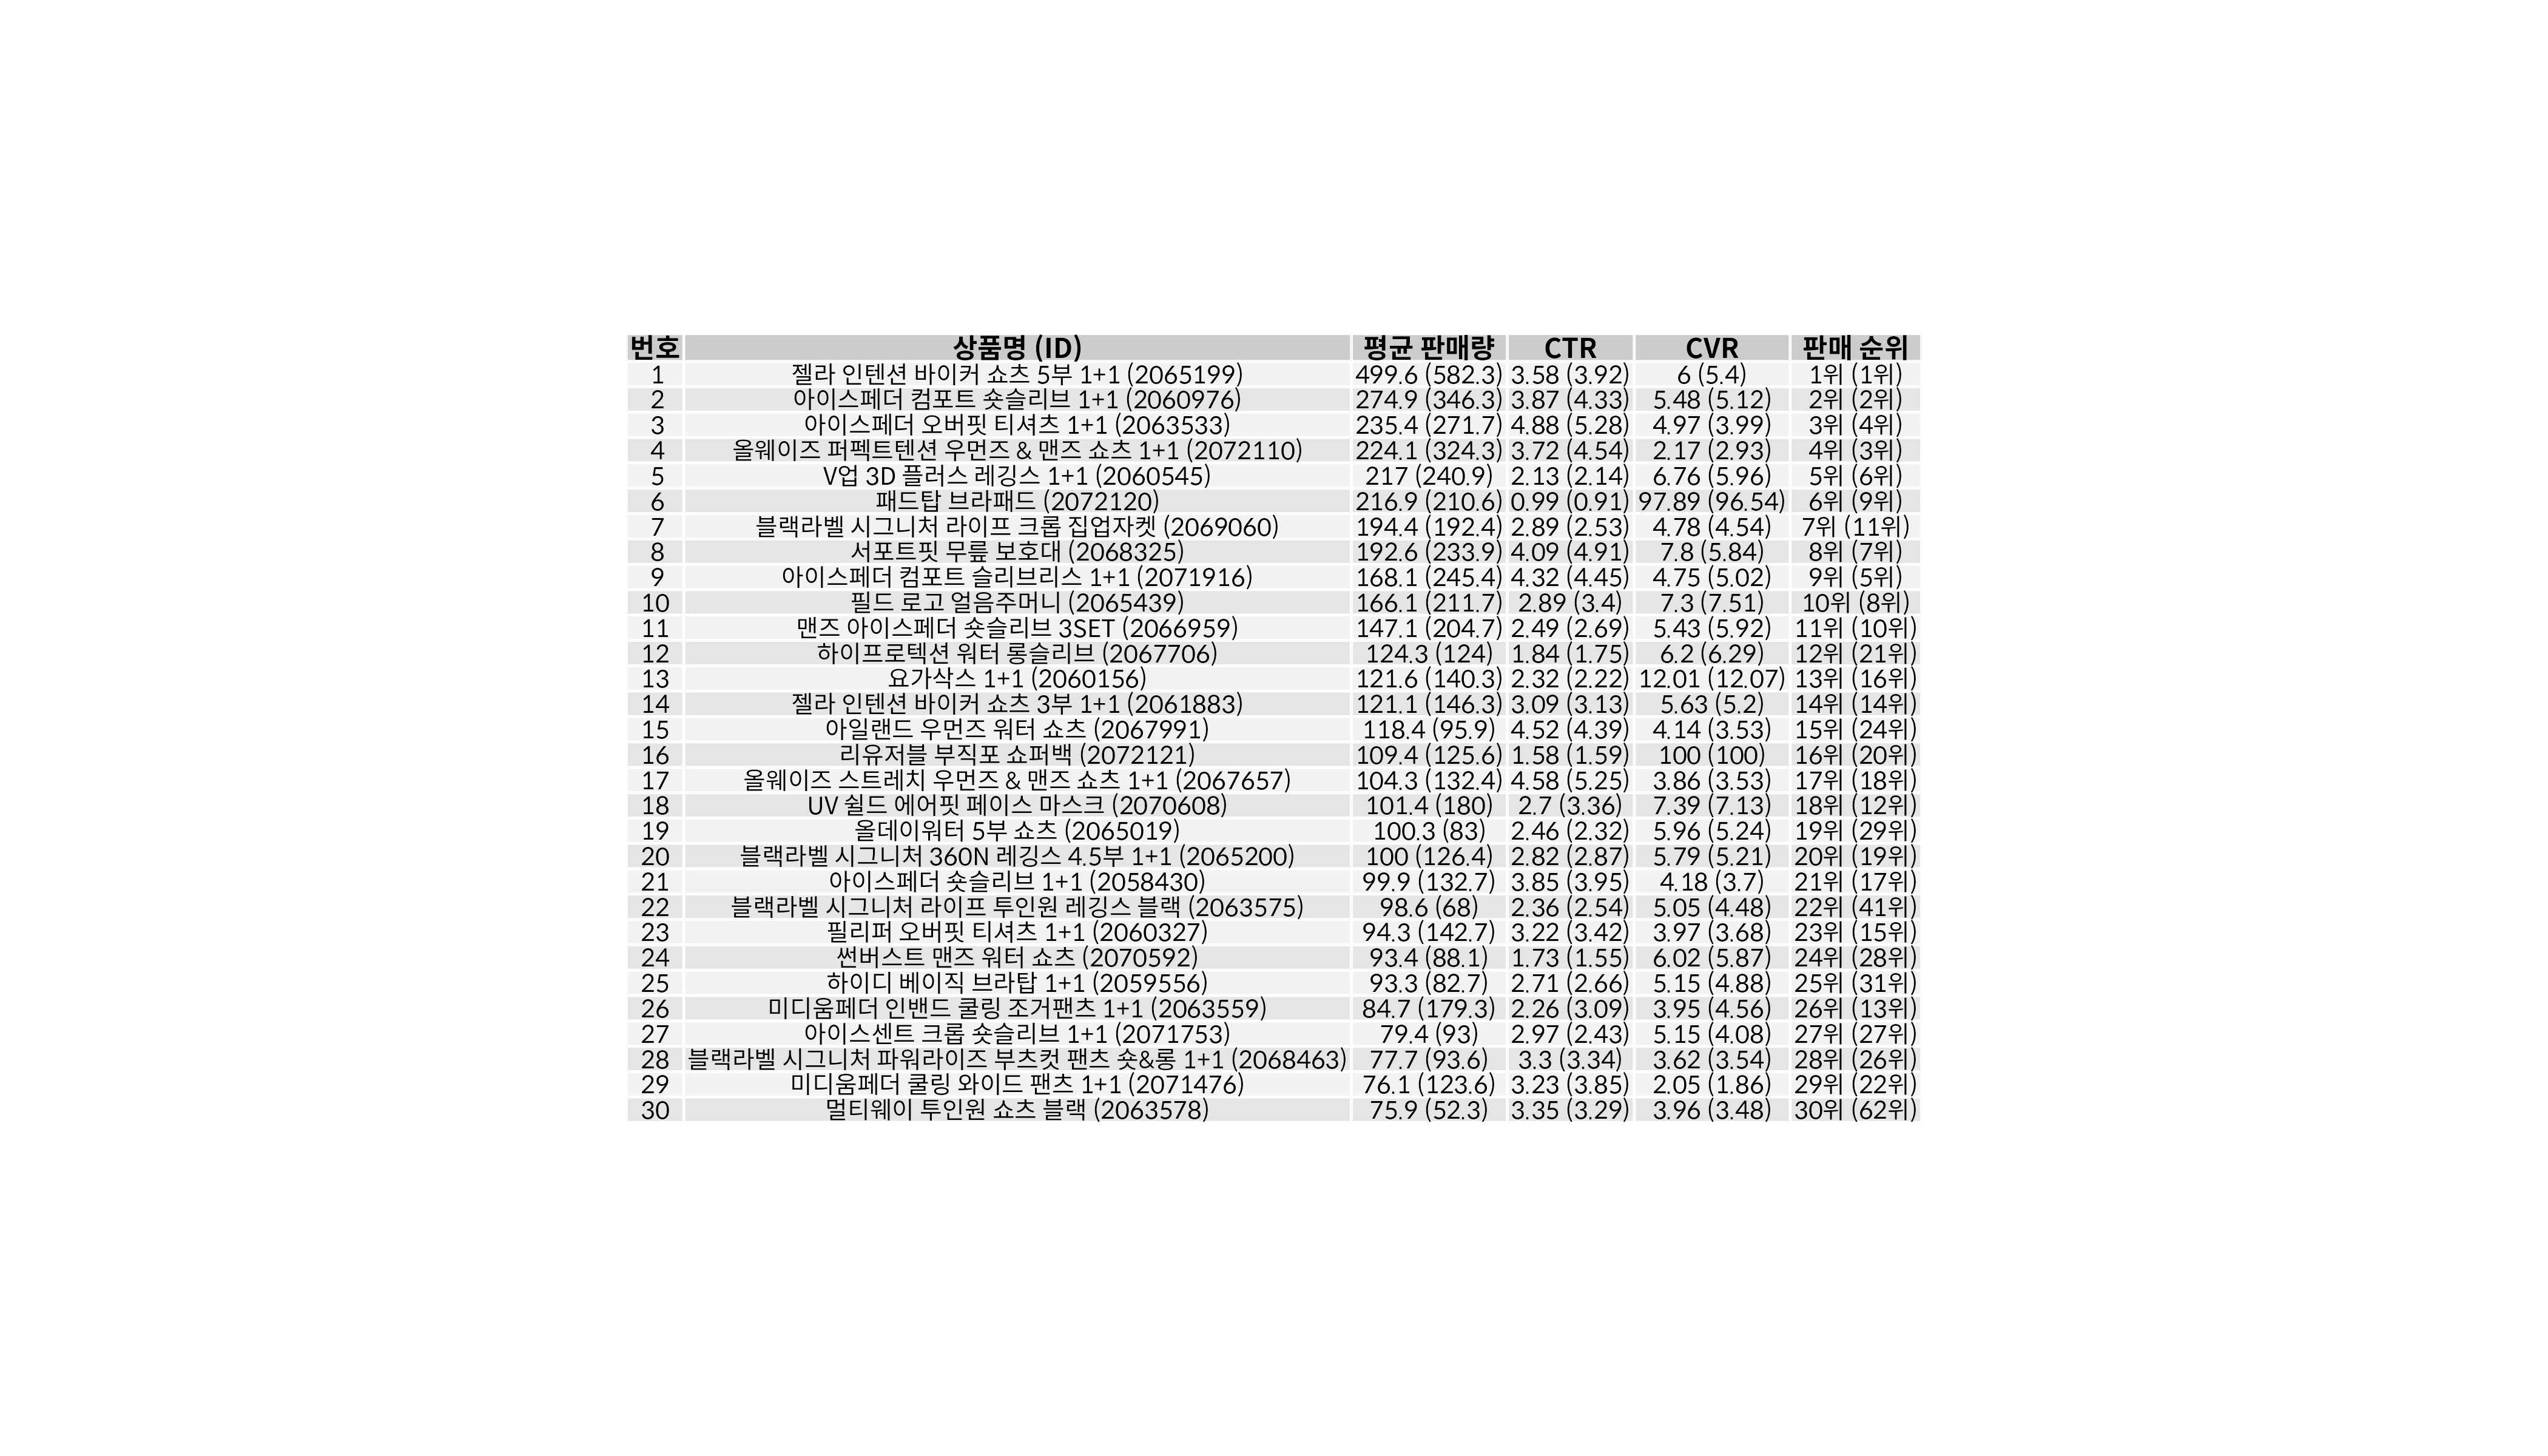 번호 상품명 (ID) 평균 판매량 CTR CVR 판매 순위
1 젤라 인텐션 바이커 쇼츠 5부 1+1 (2065199) 499.6 (582.3) 3.58 (3.92) 6 (5.4) 1위 (1위)
2 아이스페더 컴포트 숏슬리브 1+1 (2060976) 274.9 (346.3) 3.87 (4.33) 5.48 (5.12) 2위 (2위)
3 아이스페더 오버핏 티셔츠 1+1 (2063533) 235.4 (271.7) 4.88 (5.28) 4.97 (3.99) 3위 (4위)
4 올웨이즈 퍼펙트텐션 우먼즈 & 맨즈 쇼츠 1+1 (2072110) 224.1 (324.3) 3.72 (4.54) 2.17 (2.93) 4위 (3위)
5 V업 3D 플러스 레깅스 1+1 (2060545) 217 (240.9) 2.13 (2.14) 6.76 (5.96) 5위 (6위)
6 패드탑 브라패드 (2072120) 216.9 (210.6) 0.99 (0.91) 97.89 (96.54) 6위 (9위)
7 블랙라벨 시그니처 라이프 크롭 집업자켓 (2069060) 194.4 (192.4) 2.89 (2.53) 4.78 (4.54) 7위 (11위)
8 서포트핏 무릎 보호대 (2068325) 192.6 (233.9) 4.09 (4.91) 7.8 (5.84) 8위 (7위)
9 아이스페더 컴포트 슬리브리스 1+1 (2071916) 168.1 (245.4) 4.32 (4.45) 4.75 (5.02) 9위 (5위)
10 필드 로고 얼음주머니 (2065439) 166.1 (211.7) 2.89 (3.4) 7.3 (7.51) 10위 (8위)
11 맨즈 아이스페더 숏슬리브 3SET (2066959) 147.1 (204.7) 2.49 (2.69) 5.43 (5.92) 11위 (10위)
12 하이프로텍션 워터 롱슬리브 (2067706) 124.3 (124) 1.84 (1.75) 6.2 (6.29) 12위 (21위)
13 요가삭스 1+1 (2060156) 121.6 (140.3) 2.32 (2.22) 12.01 (12.07) 13위 (16위)
14 젤라 인텐션 바이커 쇼츠 3부 1+1 (2061883) 121.1 (146.3) 3.09 (3.13) 5.63 (5.2) 14위 (14위)
15 아일랜드 우먼즈 워터 쇼츠 (2067991) 118.4 (95.9) 4.52 (4.39) 4.14 (3.53) 15위 (24위)
16 리유저블 부직포 쇼퍼백 (2072121) 109.4 (125.6) 1.58 (1.59) 100 (100) 16위 (20위)
17 올웨이즈 스트레치 우먼즈 & 맨즈 쇼츠 1+1 (2067657) 104.3 (132.4) 4.58 (5.25) 3.86 (3.53) 17위 (18위)
18 UV 쉴드 에어핏 페이스 마스크 (2070608) 101.4 (180) 2.7 (3.36) 7.39 (7.13) 18위 (12위)
19 올데이워터 5부 쇼츠 (2065019) 100.3 (83) 2.46 (2.32) 5.96 (5.24) 19위 (29위)
20 블랙라벨 시그니처 360N 레깅스 4.5부 1+1 (2065200) 100 (126.4) 2.82 (2.87) 5.79 (5.21) 20위 (19위)
21 아이스페더 숏슬리브 1+1 (2058430) 99.9 (132.7) 3.85 (3.95) 4.18 (3.7) 21위 (17위)
22 블랙라벨 시그니처 라이프 투인원 레깅스 블랙 (2063575) 98.6 (68) 2.36 (2.54) 5.05 (4.48) 22위 (41위)
23 필리퍼 오버핏 티셔츠 1+1 (2060327) 94.3 (142.7) 3.22 (3.42) 3.97 (3.68) 23위 (15위)
24 썬버스트 맨즈 워터 쇼츠 (2070592) 93.4 (88.1) 1.73 (1.55) 6.02 (5.87) 24위 (28위)
25 하이디 베이직 브라탑 1+1 (2059556) 93.3 (82.7) 2.71 (2.66) 5.15 (4.88) 25위 (31위)
26 미디움페더 인밴드 쿨링 조거팬츠 1+1 (2063559) 84.7 (179.3) 2.26 (3.09) 3.95 (4.56) 26위 (13위)
27 아이스센트 크롭 숏슬리브 1+1 (2071753) 79.4 (93) 2.97 (2.43) 5.15 (4.08) 27위 (27위)
28 블랙라벨 시그니처 파워라이즈 부츠컷 팬츠 숏&롱 1+1 (2068463) 77.7 (93.6) 3.3 (3.34) 3.62 (3.54) 28위 (26위)
29 미디움페더 쿨링 와이드 팬츠 1+1 (2071476) 76.1 (123.6) 3.23 (3.85) 2.05 (1.86) 29위 (22위)
30 멀티웨이 투인원 쇼츠 블랙 (2063578) 75.9 (52.3) 3.35 (3.29) 3.96 (3.48) 30위 (62위)